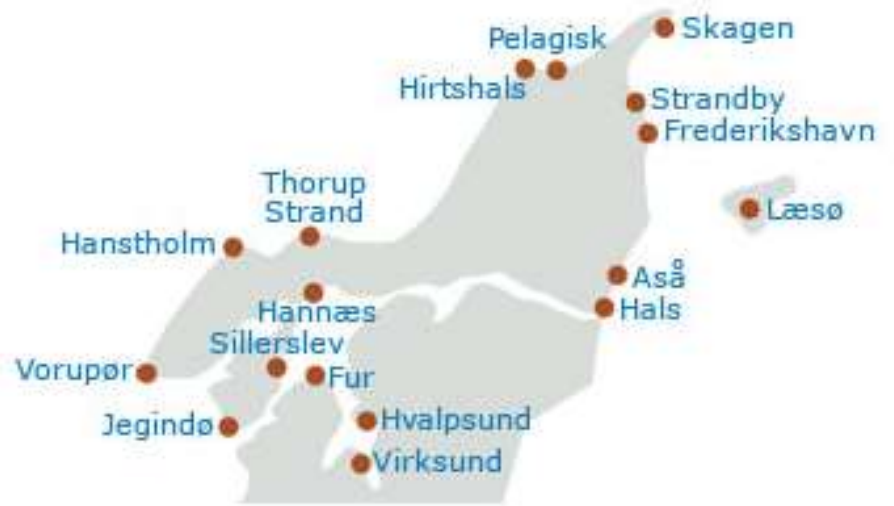 Skagen
Pelagisk
Hirtshals
Strandby
Frederikshavn
Thorup
Strand
Læsø
Hanstholm
Aså
Hannæs
Hals
Sillerslev
Vorupør
Fur
Jegindø
Hvalpsund
Virksund